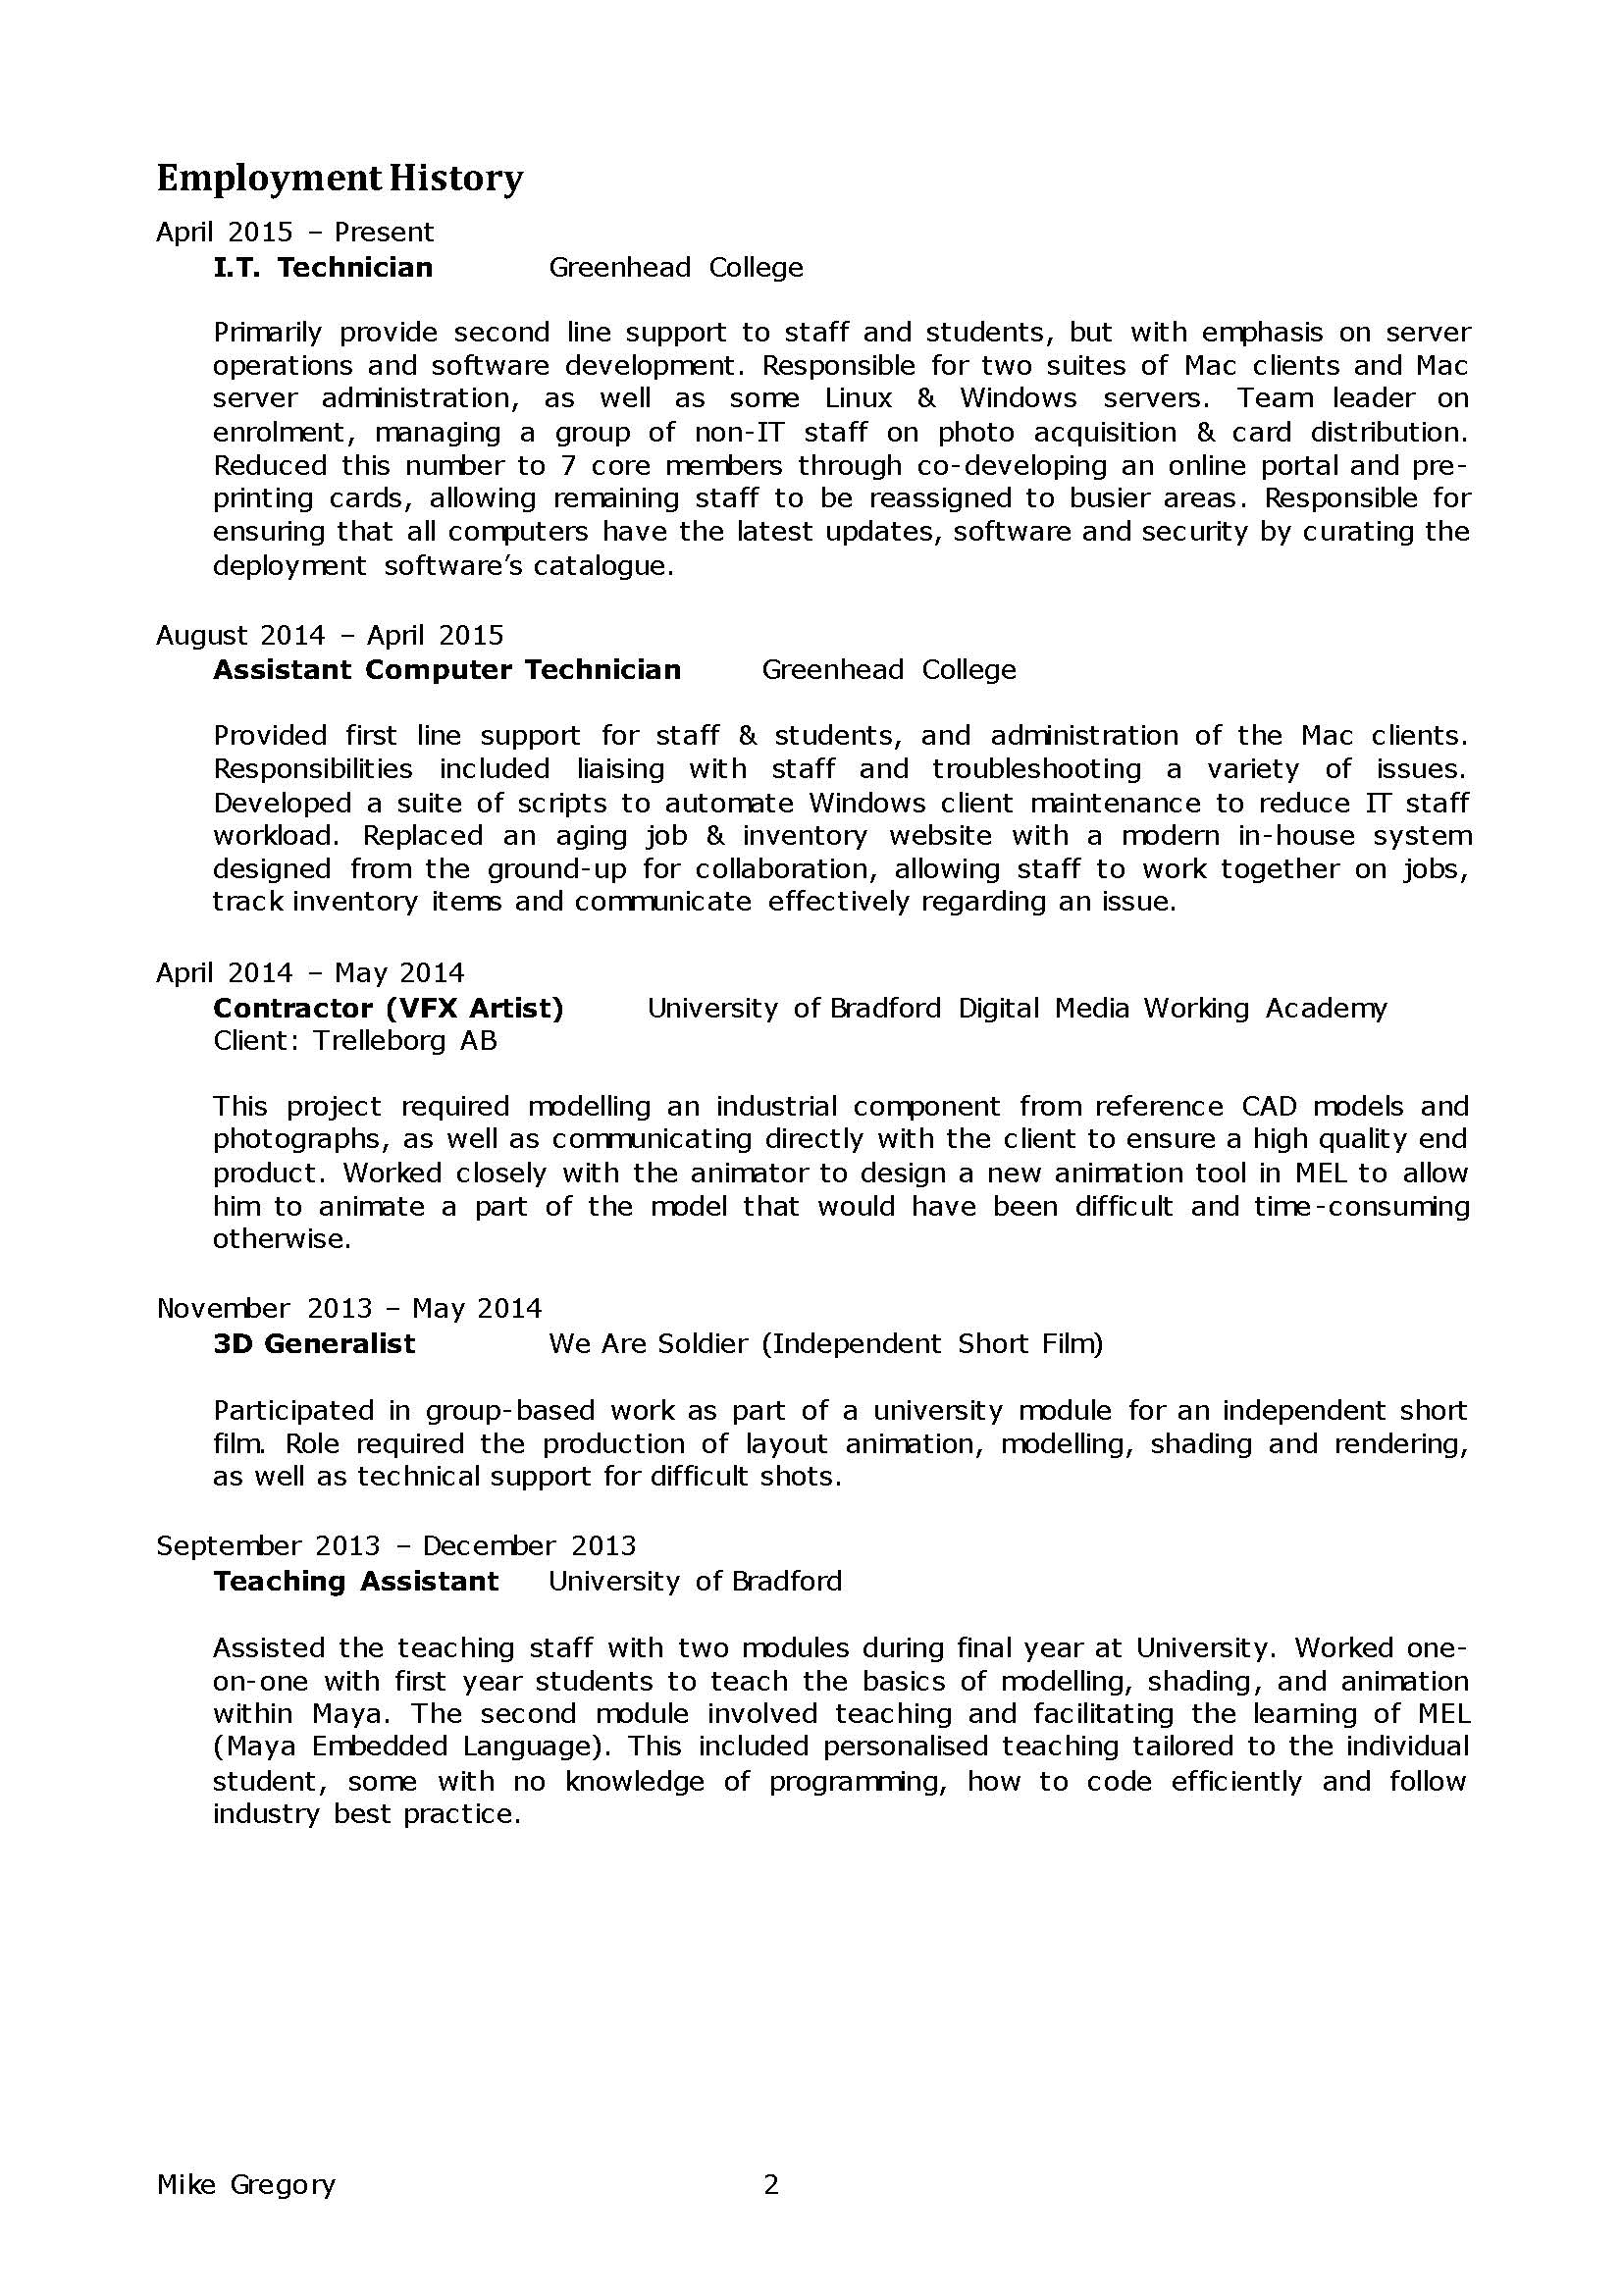 Employment History
April 2015 – Present
I.T. Technician Greenhead College
Primarily provide second line support to staff and students, but with emphasis on server
operations and software development. Responsible for two suites of Mac clients and Mac
server administration, as well as some Linux & Windows servers. Team leader on
enrolment, managing a group of non-IT staff on photo acquisition & card distribution.
Reduced this number to 7 core members through co-developing an online portal and pre-
printing cards, allowing remaining staff to be reassigned to busier areas. Responsible for
ensuring that all computers have the latest updates, software and security by curating the
deployment software’s catalogue.
August 2014 – April 2015
Assistant Computer Technician Greenhead College
Provided first line support for staff & students, and administration of the Mac clients.
Responsibilities included liaising with staff and troubleshooting a variety of issues.
Developed a suite of scripts to automate Windows client maintenance to reduce IT staff
workload. Replaced an aging job & inventory website with a modern in-house system
designed from the ground-up for collaboration, allowing staff to work together on jobs,
track inventory items and communicate effectively regarding an issue.
April 2014 – May 2014
Contractor (VFX Artist) University of Bradford Digital Media Working Academy
Client: Trelleborg AB
This project required modelling an industrial component from reference CAD models and
photographs, as well as communicating directly with the client to ensure a high quality end
product. Worked closely with the animator to design a new animation tool in MEL to allow
him to animate a part of the model that would have been difficult and time-consuming
otherwise.
November 2013 – May 2014
3D Generalist We Are Soldier (Independent Short Film)
Participated in group-based work as part of a university module for an independent short
film. Role required the production of layout animation, modelling, shading and rendering,
as well as technical support for difficult shots.
September 2013 – December 2013
Teaching Assistant University of Bradford
Assisted the teaching staff with two modules during final year at University. Worked one-
on-one with first year students to teach the basics of modelling, shading, and animation
within Maya. The second module involved teaching and facilitating the learning of MEL
(Maya Embedded Language). This included personalised teaching tailored to the individual
student, some with no knowledge of programming, how to code efficiently and follow
industry best practice.
Mike Gregory 2